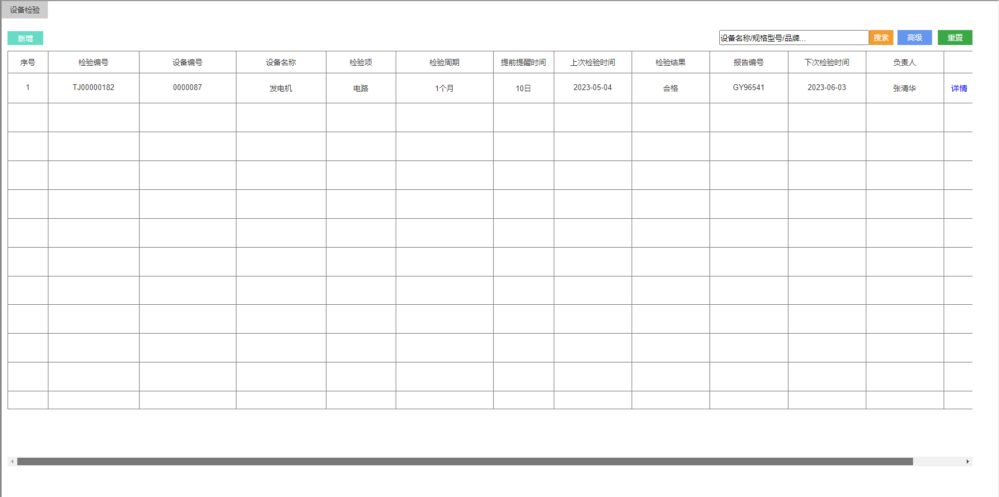 设备检验
新增 设备名称/规格型号/品牌... 搜索 高级 重置
序号 检验编号 设备编号 设备名称 检验项 检验周期 提前提醒时间 上次检验时间 检验结果 报告编号 下次检验时间 负责人
1 TJ00000182 0000087 发电机 电路 1个月 10日 2023-05-04 合格 GY96541 2023-06-03 张清华 详情